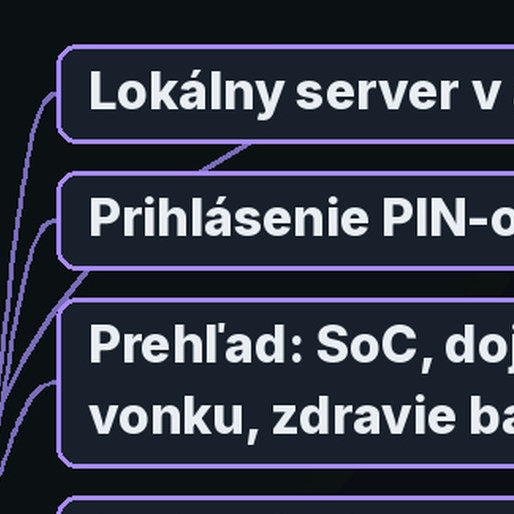 Lokálny server v
Prihlásenie PIN-o
Prehľad: SoC, doj
vonku, zdravie ba